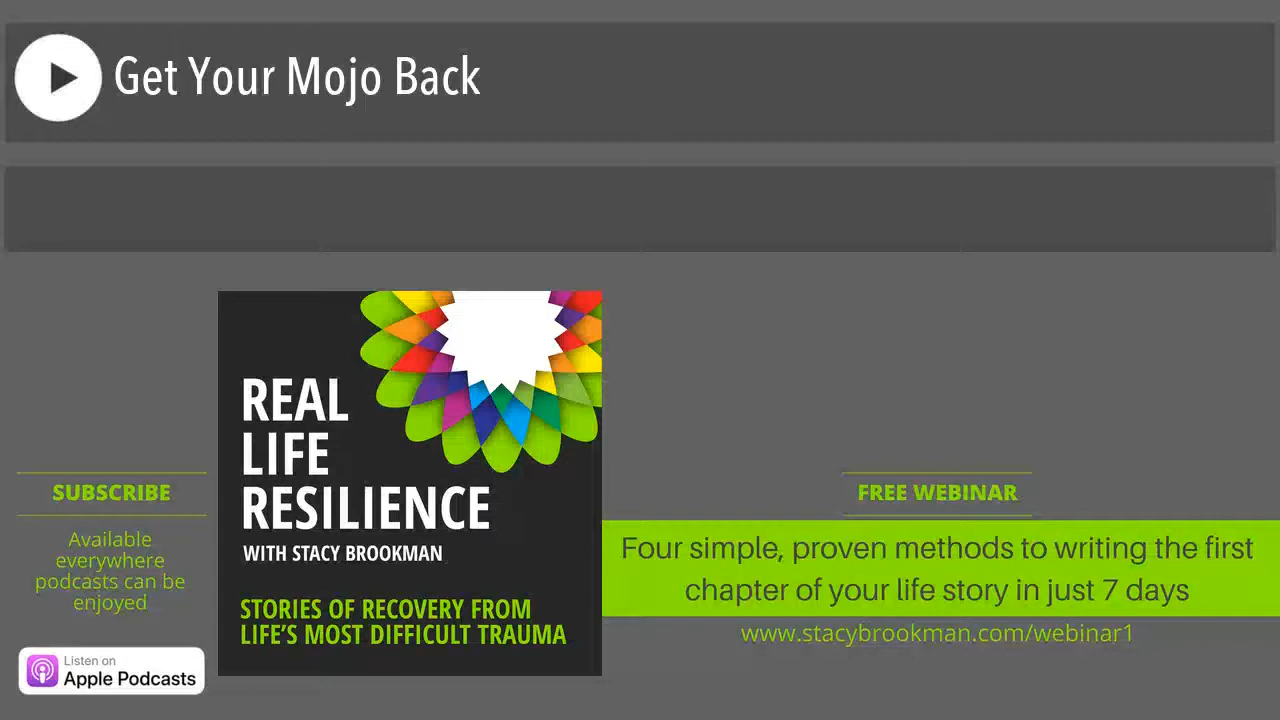 Get Your Mojo Back
REAL
LIFE
RESILIENCE
WITH STACY BROOKMAN
STORIES OF RECOVERY FROM
LIFE'S MOST DIFFICULT TRAUMA
SUBSCRIBE
Available
everywhere
podcasts can be
enjoyed
Listen on
Apple Podcasts
FREE WEBINAR
Four simple, proven methods to writing the first
chapter of your life story in just 7 days
www.stacybrookman.com/webinar1